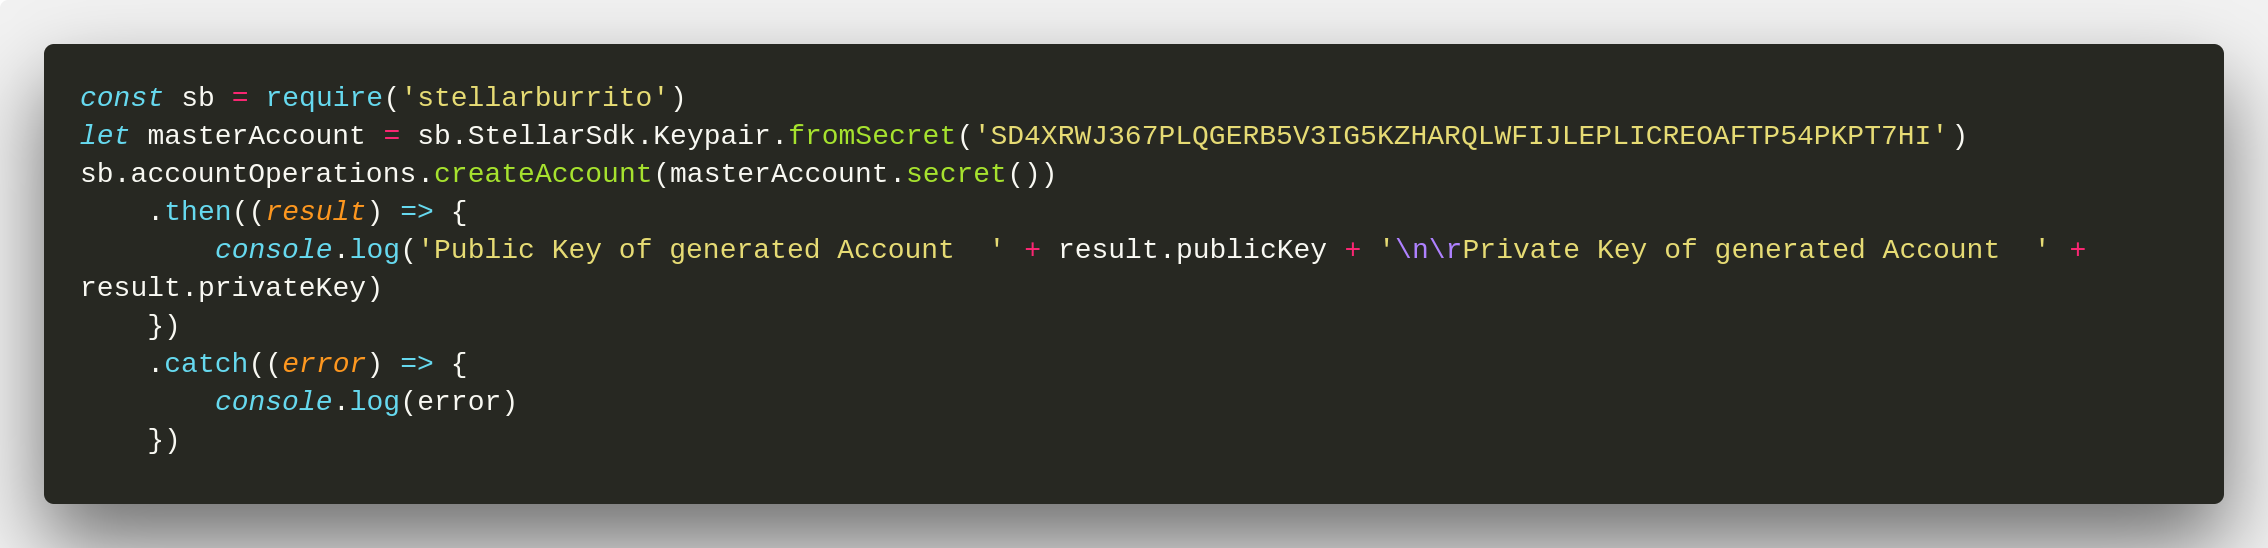 const sb = require('stellarburrito')
let masterAccount = sb.StellarSdk.Keypair.fromSecret('SD4XRWJ367PLQGERB5V3IG5KZHARQLWFIJLEPLICREOAFTP54PKPT7HI')
sb.accountOperations.createAccount(masterAccount.secret())
    .then((result) => {
        console.log('Public Key of generated Account  ' + result.publicKey + '\n\rPrivate Key of generated Account  ' +
result.privateKey)
    })
    .catch((error) => {
        console.log(error)
    })